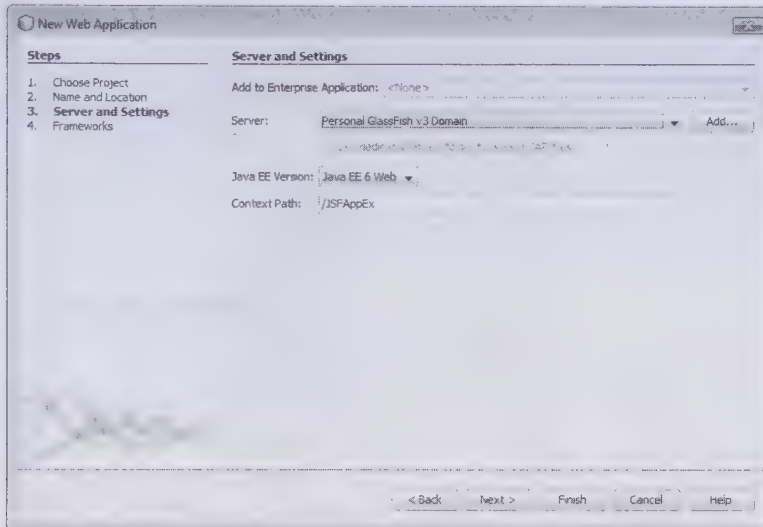 New Web Application
Steps
1. Choose Project
2. Name and Location
3. Server and Settings
4. Frameworks
Server and Settings
Add to Enterprise Application: <None>
Server: Personal GlassFish v3 Domain Add...
Java EE Version: Java EE 6 Web
Context Path: /JSFAppEx
< Back Next > Finish Cancel Help